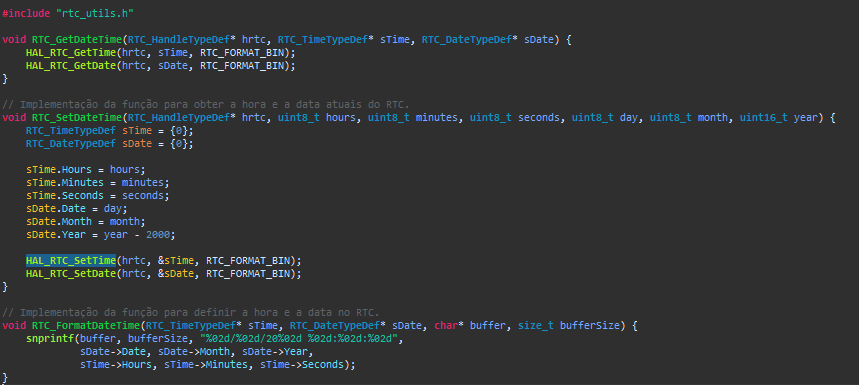 #include "rtc_utils.h"

void RTC_GetDateTime(RTC_HandleTypeDef* hrtc, RTC_TimeTypeDef* sTime, RTC_DateTypeDef* sDate) {
    HAL_RTC_GetTime(hrtc, sTime, RTC_FORMAT_BIN);
    HAL_RTC_GetDate(hrtc, sDate, RTC_FORMAT_BIN);
}

// Implementação da função para obter a hora e a data atuais do RTC.
void RTC_SetDateTime(RTC_HandleTypeDef* hrtc, uint8_t hours, uint8_t minutes, uint8_t seconds, uint8_t day, uint8_t month, uint16_t year) {
    RTC_TimeTypeDef sTime = {0};
    RTC_DateTypeDef sDate = {0};

    sTime.Hours = hours;
    sTime.Minutes = minutes;
    sTime.Seconds = seconds;
    sDate.Date = day;
    sDate.Month = month;
    sDate.Year = year - 2000;

    HAL_RTC_SetTime(hrtc, &sTime, RTC_FORMAT_BIN);
    HAL_RTC_SetDate(hrtc, &sDate, RTC_FORMAT_BIN);
}

// Implementação da função para definir a hora e a data no RTC.
void RTC_FormatDateTime(RTC_TimeTypeDef* sTime, RTC_DateTypeDef* sDate, char* buffer, size_t bufferSize) {
    snprintf(buffer, bufferSize, "%02d/%02d/20%02d %02d:%02d:%02d",
             sDate->Date, sDate->Month, sDate->Year,
             sTime->Hours, sTime->Minutes, sTime->Seconds);
}